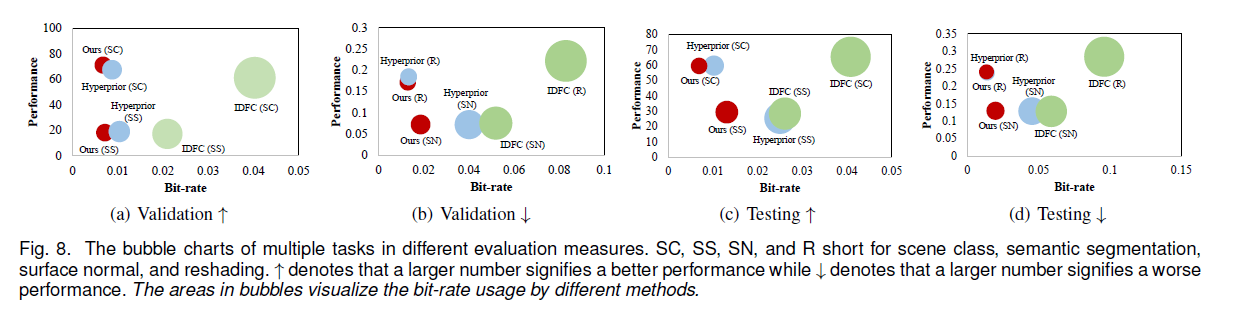 100
80
60
40
20
0
Performance
Ours (SC)
Hyperprior (SC)
Hyperprior
(SS)
Ours (SS)
IDFC (SS)
IDFC (SC)
0 0.01 0.02 0.03 0.04 0.05
Bit-rate
(a) Validation ↑
0.3
0.25
0.2
0.15
0.1
0.05
0
Performance
Hyperprior (R)
Ours (R)
Hyperprior
(SN)
Ours (SN)
IDFC (SN)
IDFC (R)
0 0.02 0.04 0.06 0.08 0.1
Bit-rate
(b) Validation ↓
80
70
60
50
40
30
20
10
0
Performance
Hyperprior (SC)
Ours (SC)
IDFC (SC)
IDFC (SS)
Ours (SS)
Hyperprior (SS)
0 0.01 0.02 0.03 0.04 0.05
Bit-rate
(c) Testing ↑
0.35
0.3
0.25
0.2
0.15
0.1
0.05
0
Performance
Hyperprior (R)
Ours (R)
Hyperprior
(SN)
Ours (SN)
IDFC (SN)
IDFC (R)
0 0.05 0.1 0.15
Bit-rate
(d) Testing ↓
Fig. 8. The bubble charts of multiple tasks in different evaluation measures. SC, SS, SN, and R short for scene class, semantic segmentation,
surface normal, and reshading. ↑ denotes that a larger number signifies a better performance while ↓ denotes that a larger number signifies a worse
performance. The areas in bubbles visualize the bit-rate usage by different methods.